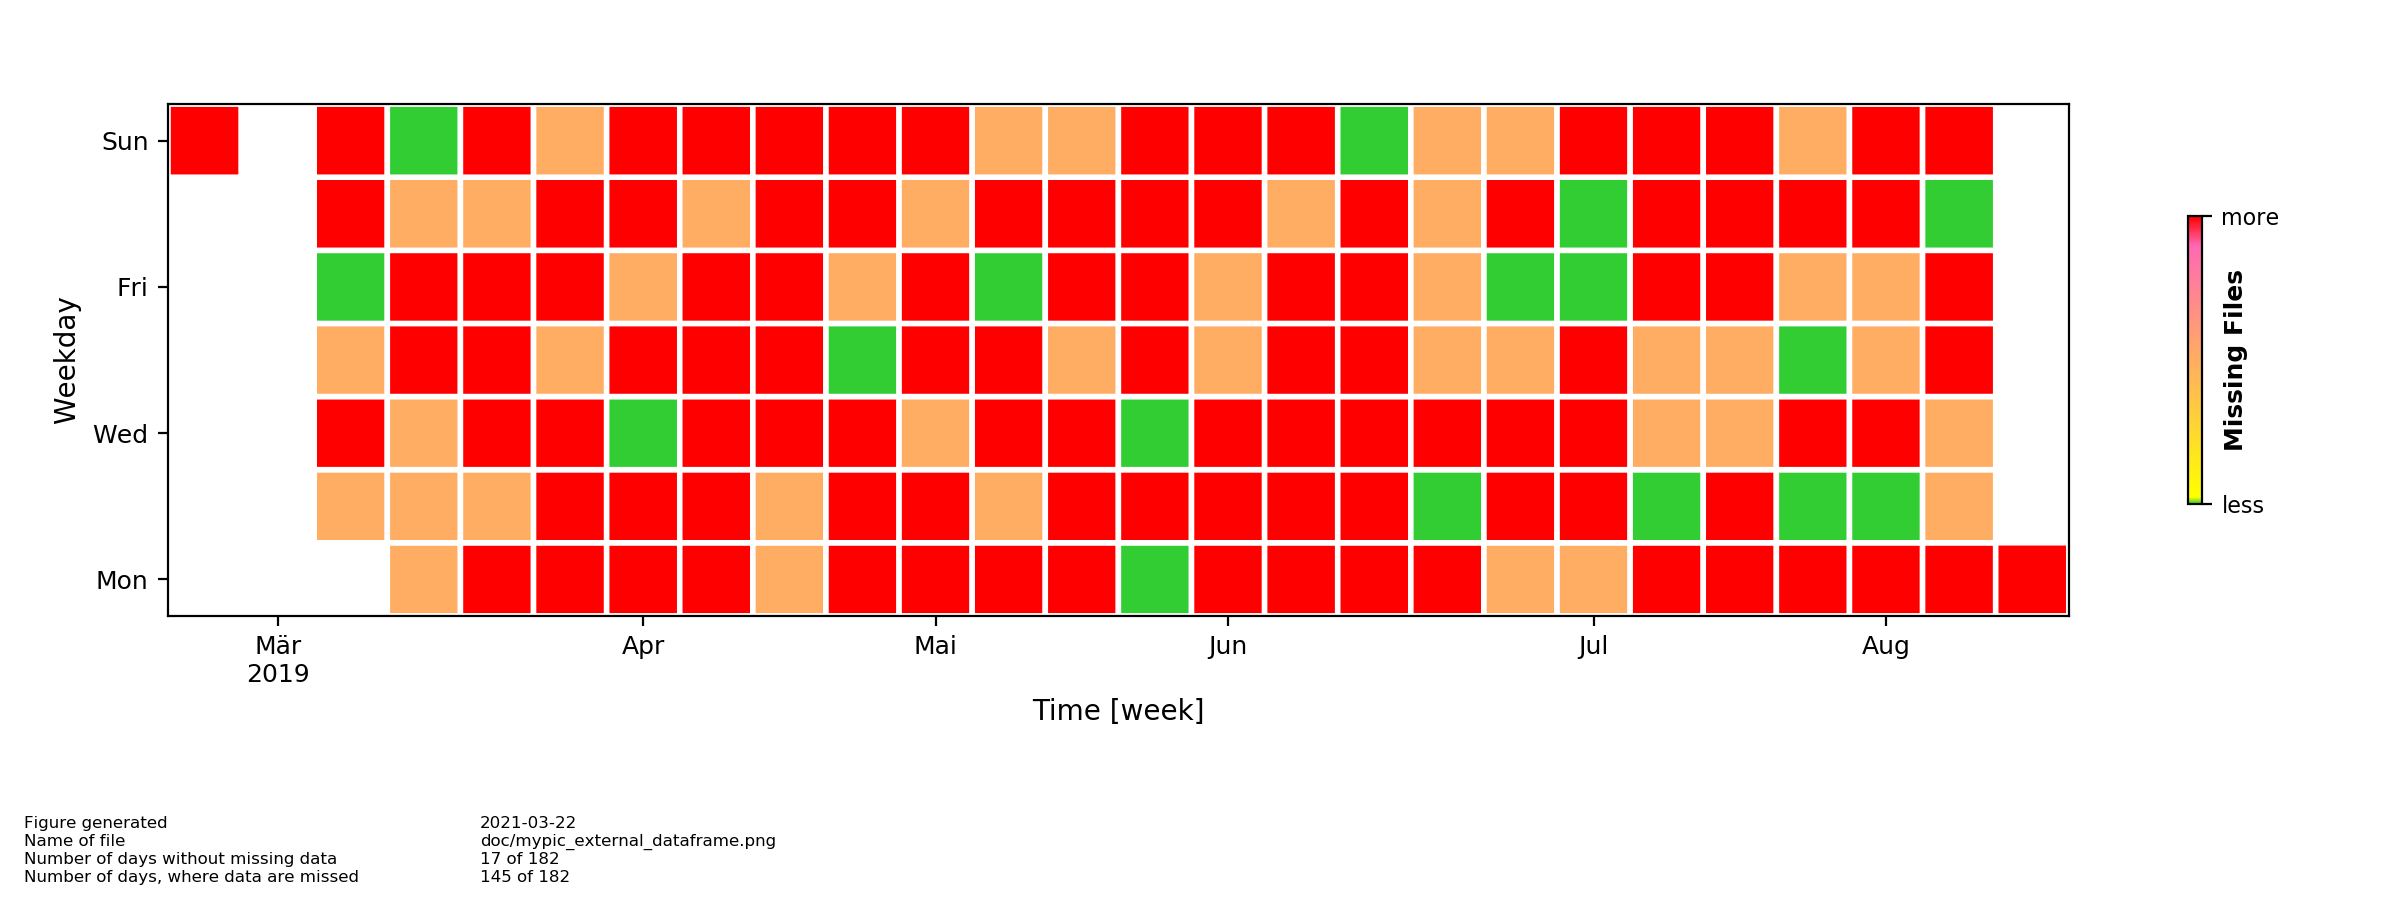 Sun
Fri
Wed
Mon
Weekday
Mär
2019
Apr
Mai
Jun
Jul
Aug
Time [week]
more
Missing Files
less
Figure generated 2021-03-22
Name of file doc/mypic_external_dataframe.png
Number of days without missing data 17 of 182
Number of days, where data are missed 145 of 182